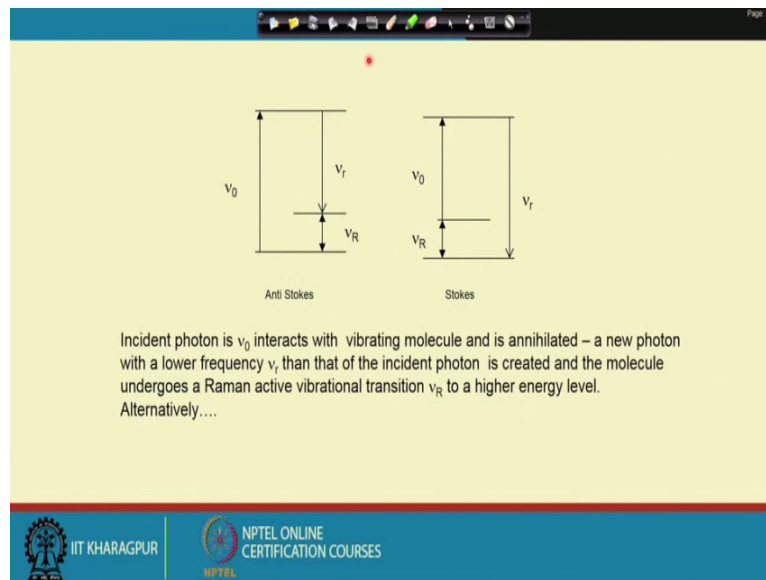 Page
ν0
νr
νR
ν0
νR
νr
Anti Stokes
Stokes
Incident photon is ν0 interacts with vibrating molecule and is annihilated – a new photon
with a lower frequency νr than that of the incident photon is created and the molecule
undergoes a Raman active vibrational transition νR to a higher energy level.
Alternatively….
IIT KHARAGPUR
NPTEL
NPTEL ONLINE
CERTIFICATION COURSES